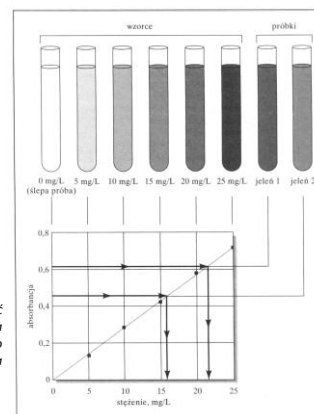 wzorce próbki
0 mg/L 5 mg/L 10 mg/L 15 mg/L 20 mg/L 25 mg/L jeleń 1 jeleń 2
(ślepa próba)
0,8
0,6
0,4
0,2
0
absorbancja
0 5 10 15 20 25
stężenie, mg/L